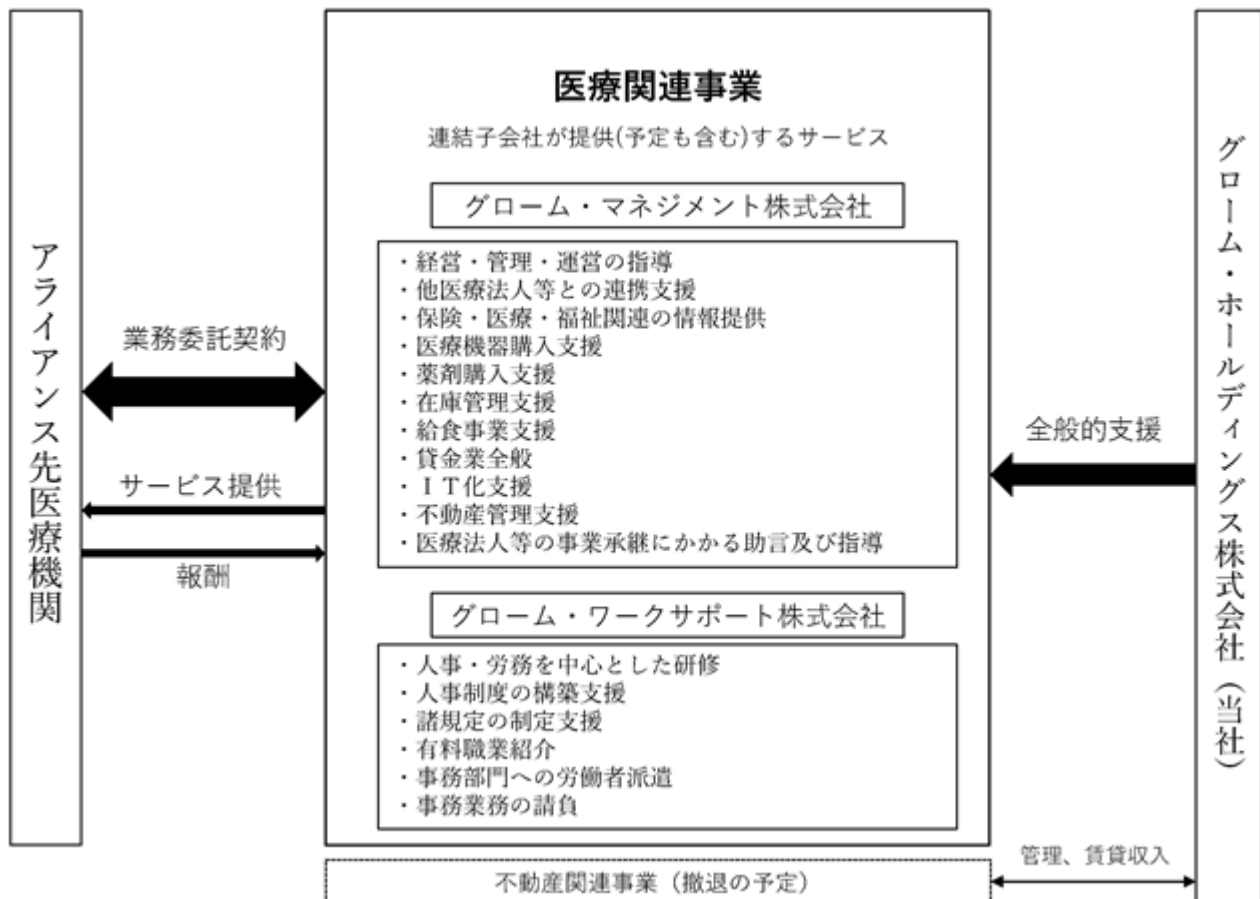 アライアンス先医療機関
業務委託契約
サービス提供
報酬
医療関連事業
連結子会社が提供(予定も含む)するサービス
グローム・マネジメント株式会社
・経営・管理・運営の指導
・他医療法人等との連携支援
・保険・医療・福祉関連の情報提供
・医療機器購入支援
・薬剤購入支援
・在庫管理支援
・給食事業支援
・貸金業全般
・ＩＴ化支援
・不動産管理支援
・医療法人等の事業承継にかかる助言及び指導
グローム・ワークサポート株式会社
・人事・労務を中心とした研修
・人事制度の構築支援
・諸規定の制定支援
・有料職業紹介
・事務部門への労働者派遣
・事務業務の請負
不動産関連事業（撤退の予定）
全般的支援
管理、賃貸収入
グローム・ホールディングス株式会社（当社）